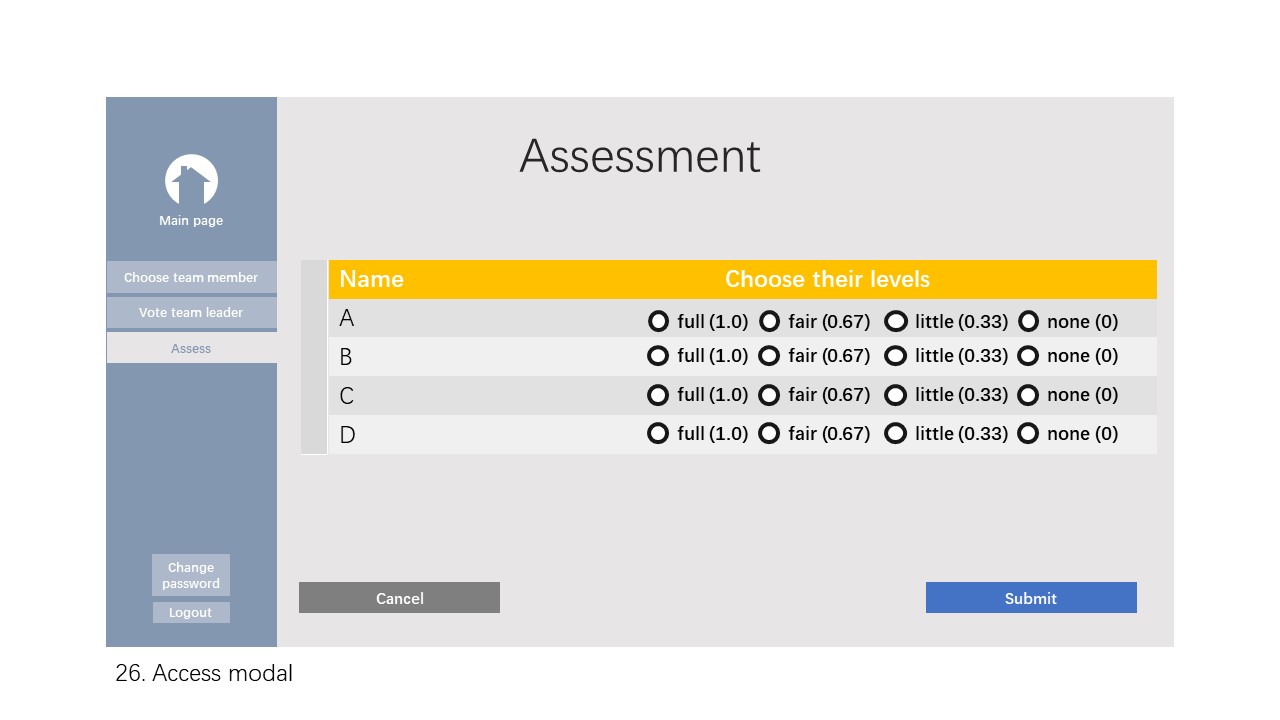 Assessment
Main page
Choose team member
Vote team leader
Assess
Name Choose their levels
A full (1.0) fair (0.67) little (0.33) none (0)
B full (1.0) fair (0.67) little (0.33) none (0)
C full (1.0) fair (0.67) little (0.33) none (0)
D full (1.0) fair (0.67) little (0.33) none (0)
Change
password
Logout
Cancel
Submit
26. Access modal